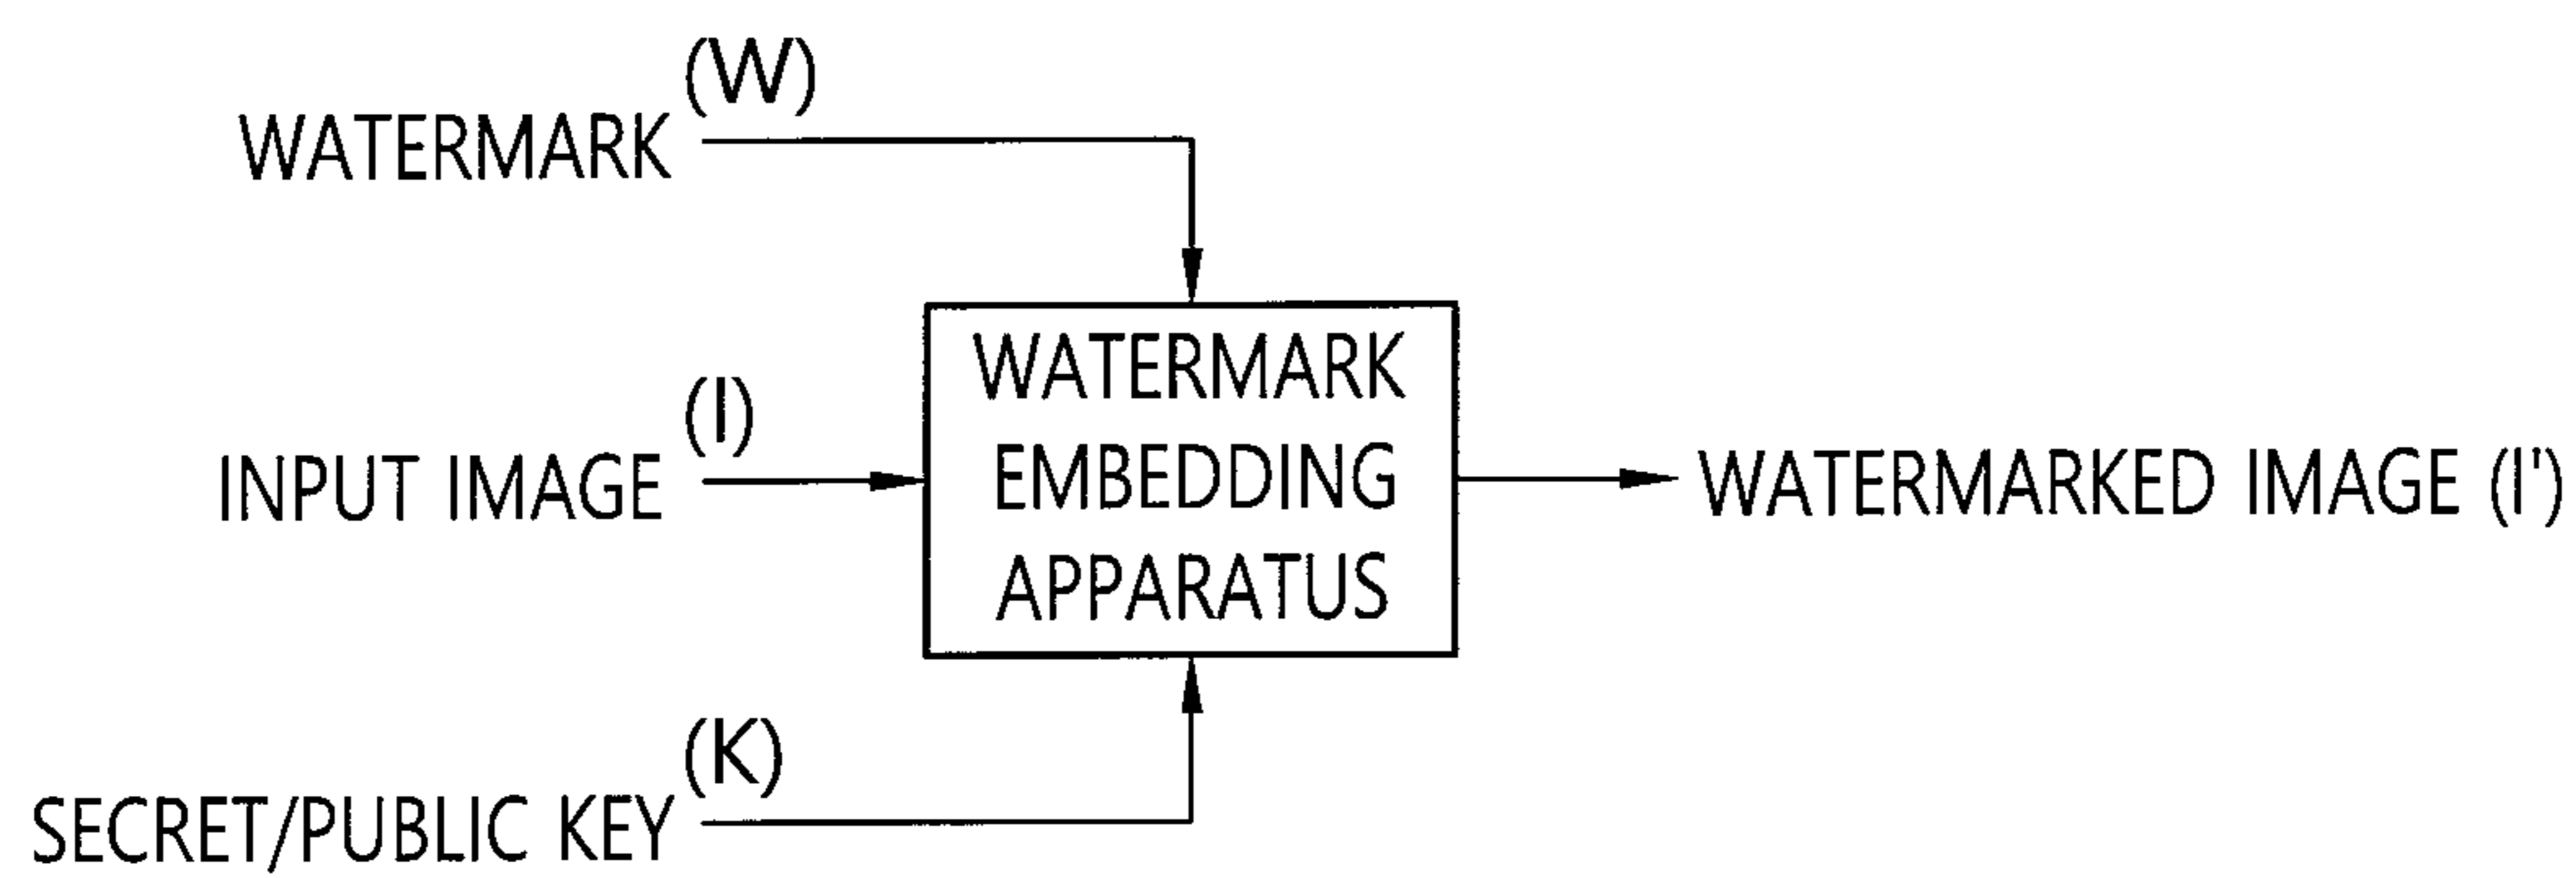 (W)
WATERMARK
(I)
INPUT IMAGE
WATERMARK
EMBEDDING
APPARATUS
WATERMARKED IMAGE (I')
(K)
SECRET/PUBLIC KEY